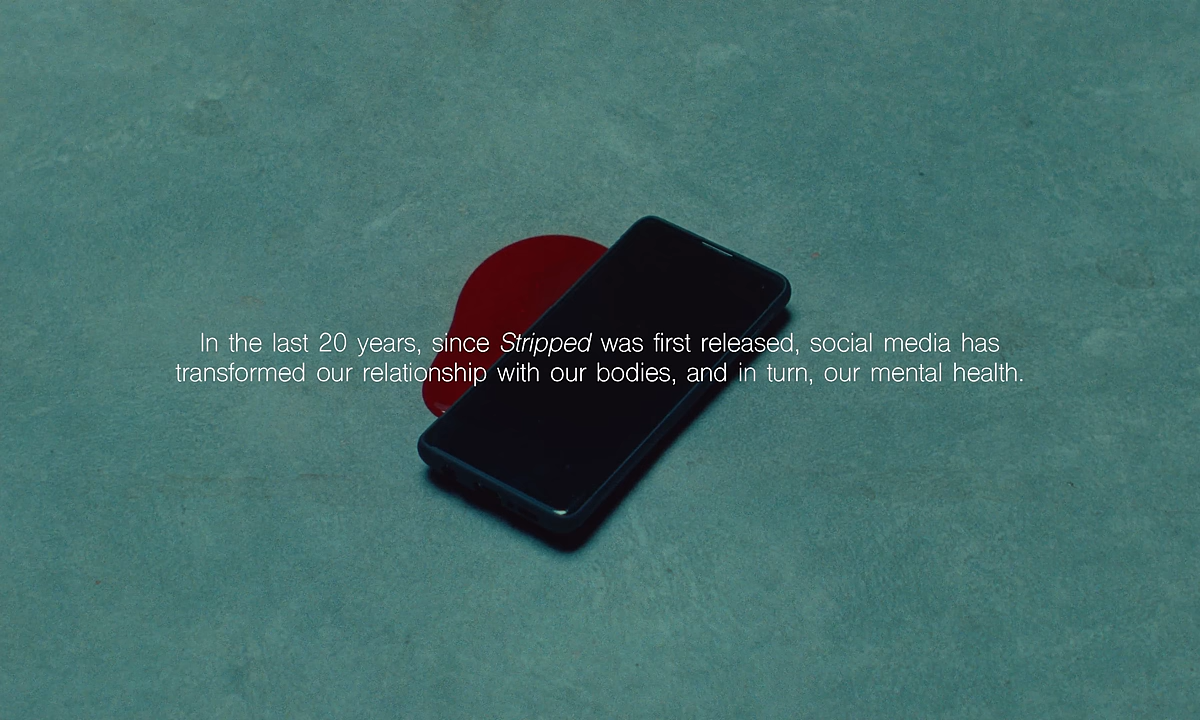 In the last 20 years, since Stripped was first released, social media has
transformed our relationship with our bodies, and in turn, our mental health.